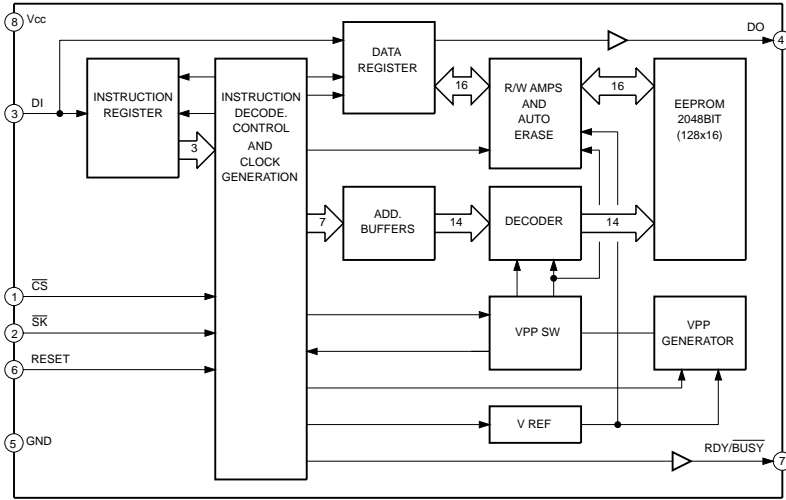 8 Vcc
DO
4
DATA
REGISTER
3 DI
INSTRUCTION
REGISTER
INSTRUCTION
DECODE.
CONTROL
AND
CLOCK
GENERATION
16
R/W AMPS
AND
AUTO
ERASE
16
EEPROM
2048BIT
(128x16)
3
7
ADD.
BUFFERS
14
DECODER
14
1 CS
2 SK
VPP SW
VPP
GENERATOR
6 RESET
V REF
5 GND
RDY/BUSY
7